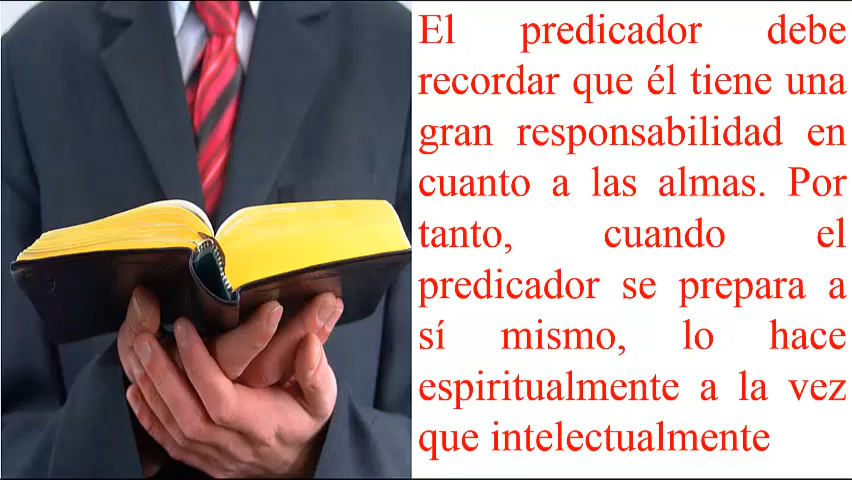 El predicador debe
recordar que él tiene una
gran responsabilidad en
cuanto a las almas. Por
tanto, cuando el
predicador se prepara a
sí mismo, lo hace
espiritualmente a la vez
que intelectualmente